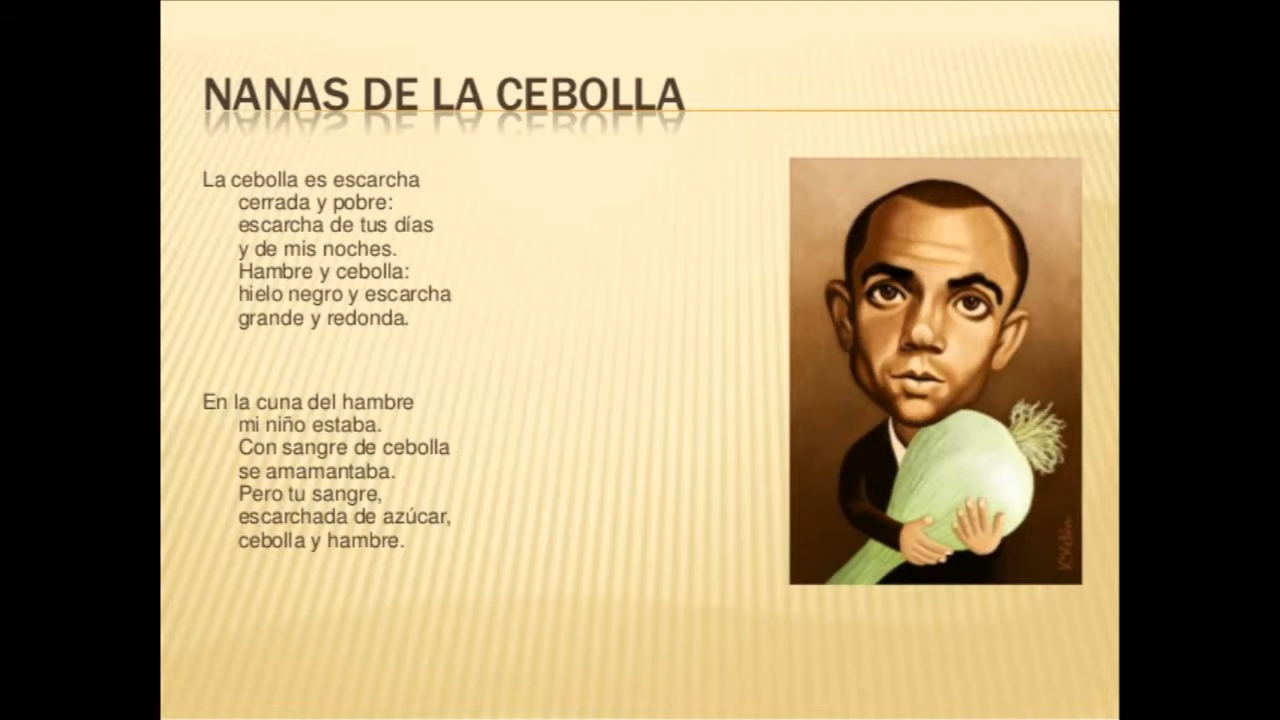 NANAS DE LA CEBOLLA
La cebolla es escarcha
cerrada y pobre:
escarcha de tus días
y de mis noches.
Hambre y cebolla:
hielo negro y escarcha
grande y redonda.
En la cuna del hambre
mi niño estaba.
Con sangre de cebolla
se amamantaba.
Pero tu sangre,
escarchada de azúcar,
cebolla y hambre.